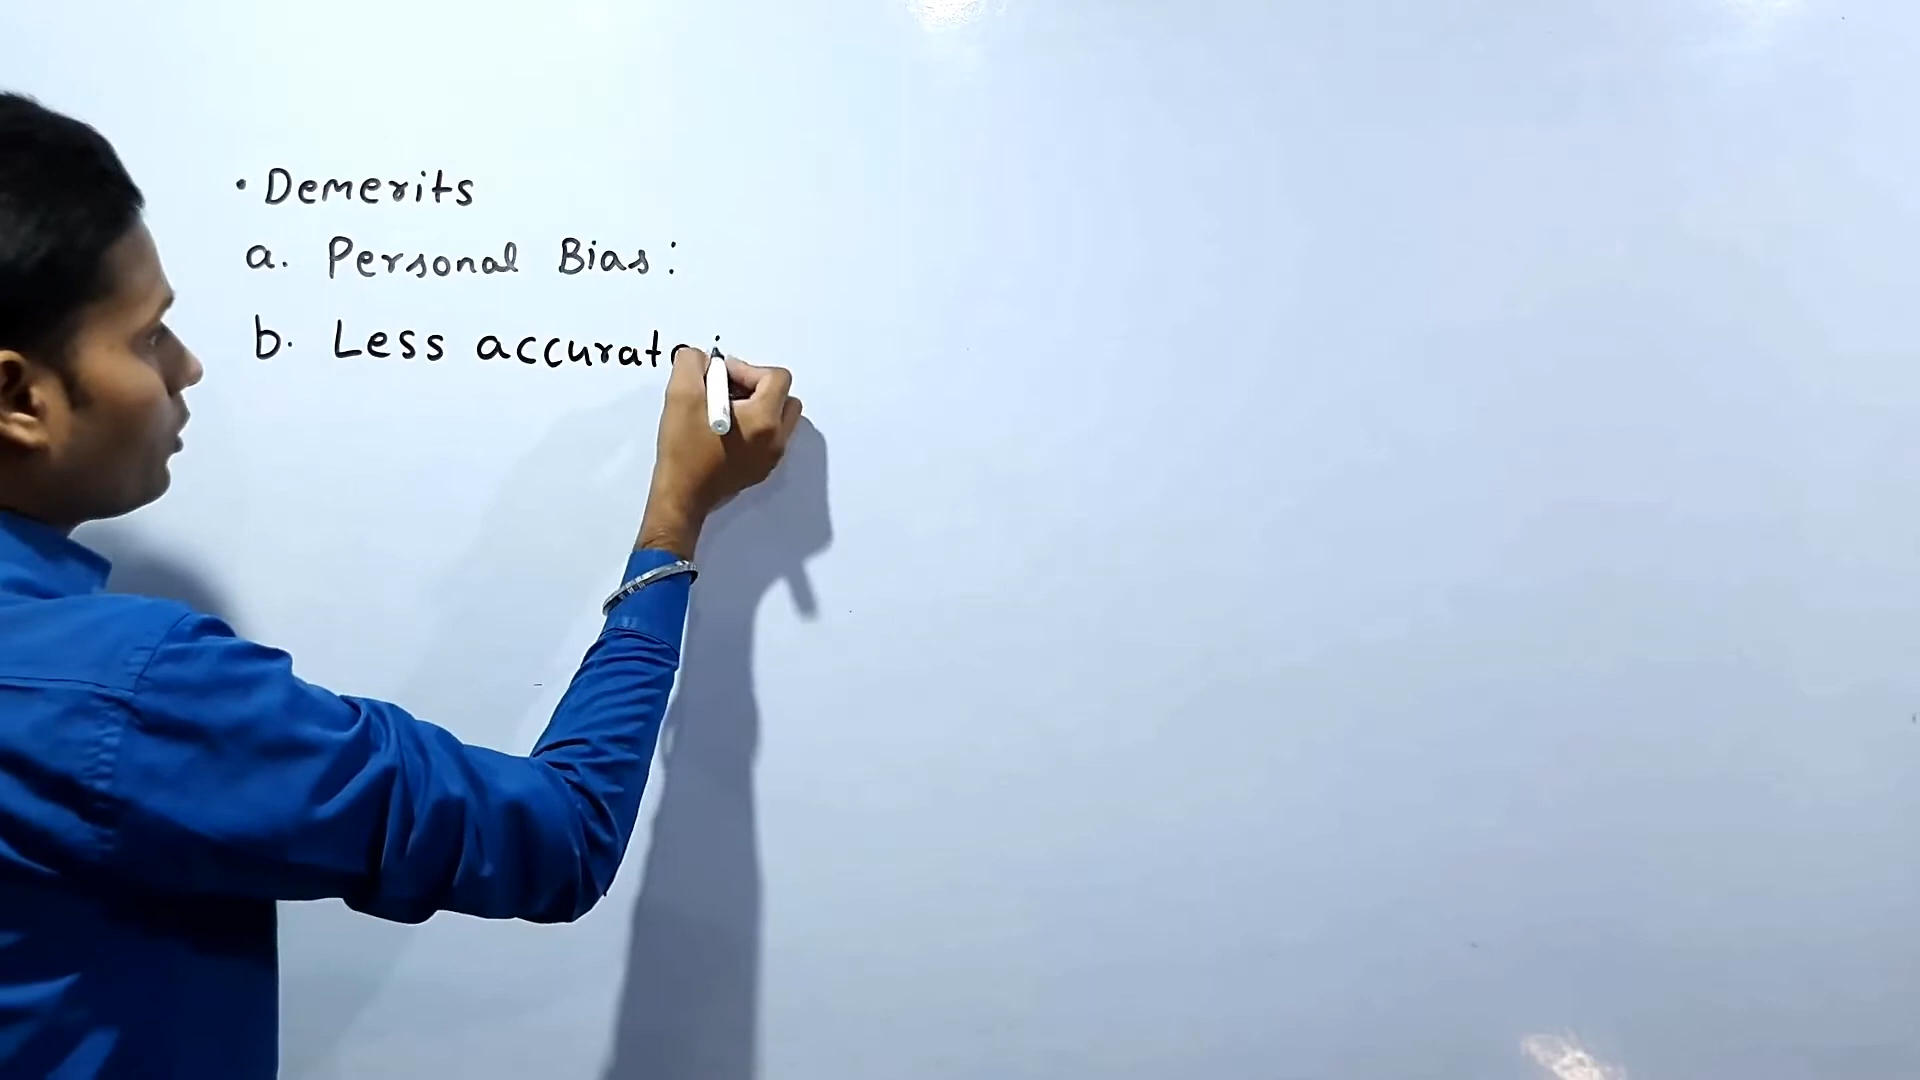 • Demerits
a. Personal Bias:
b. Less accurate: